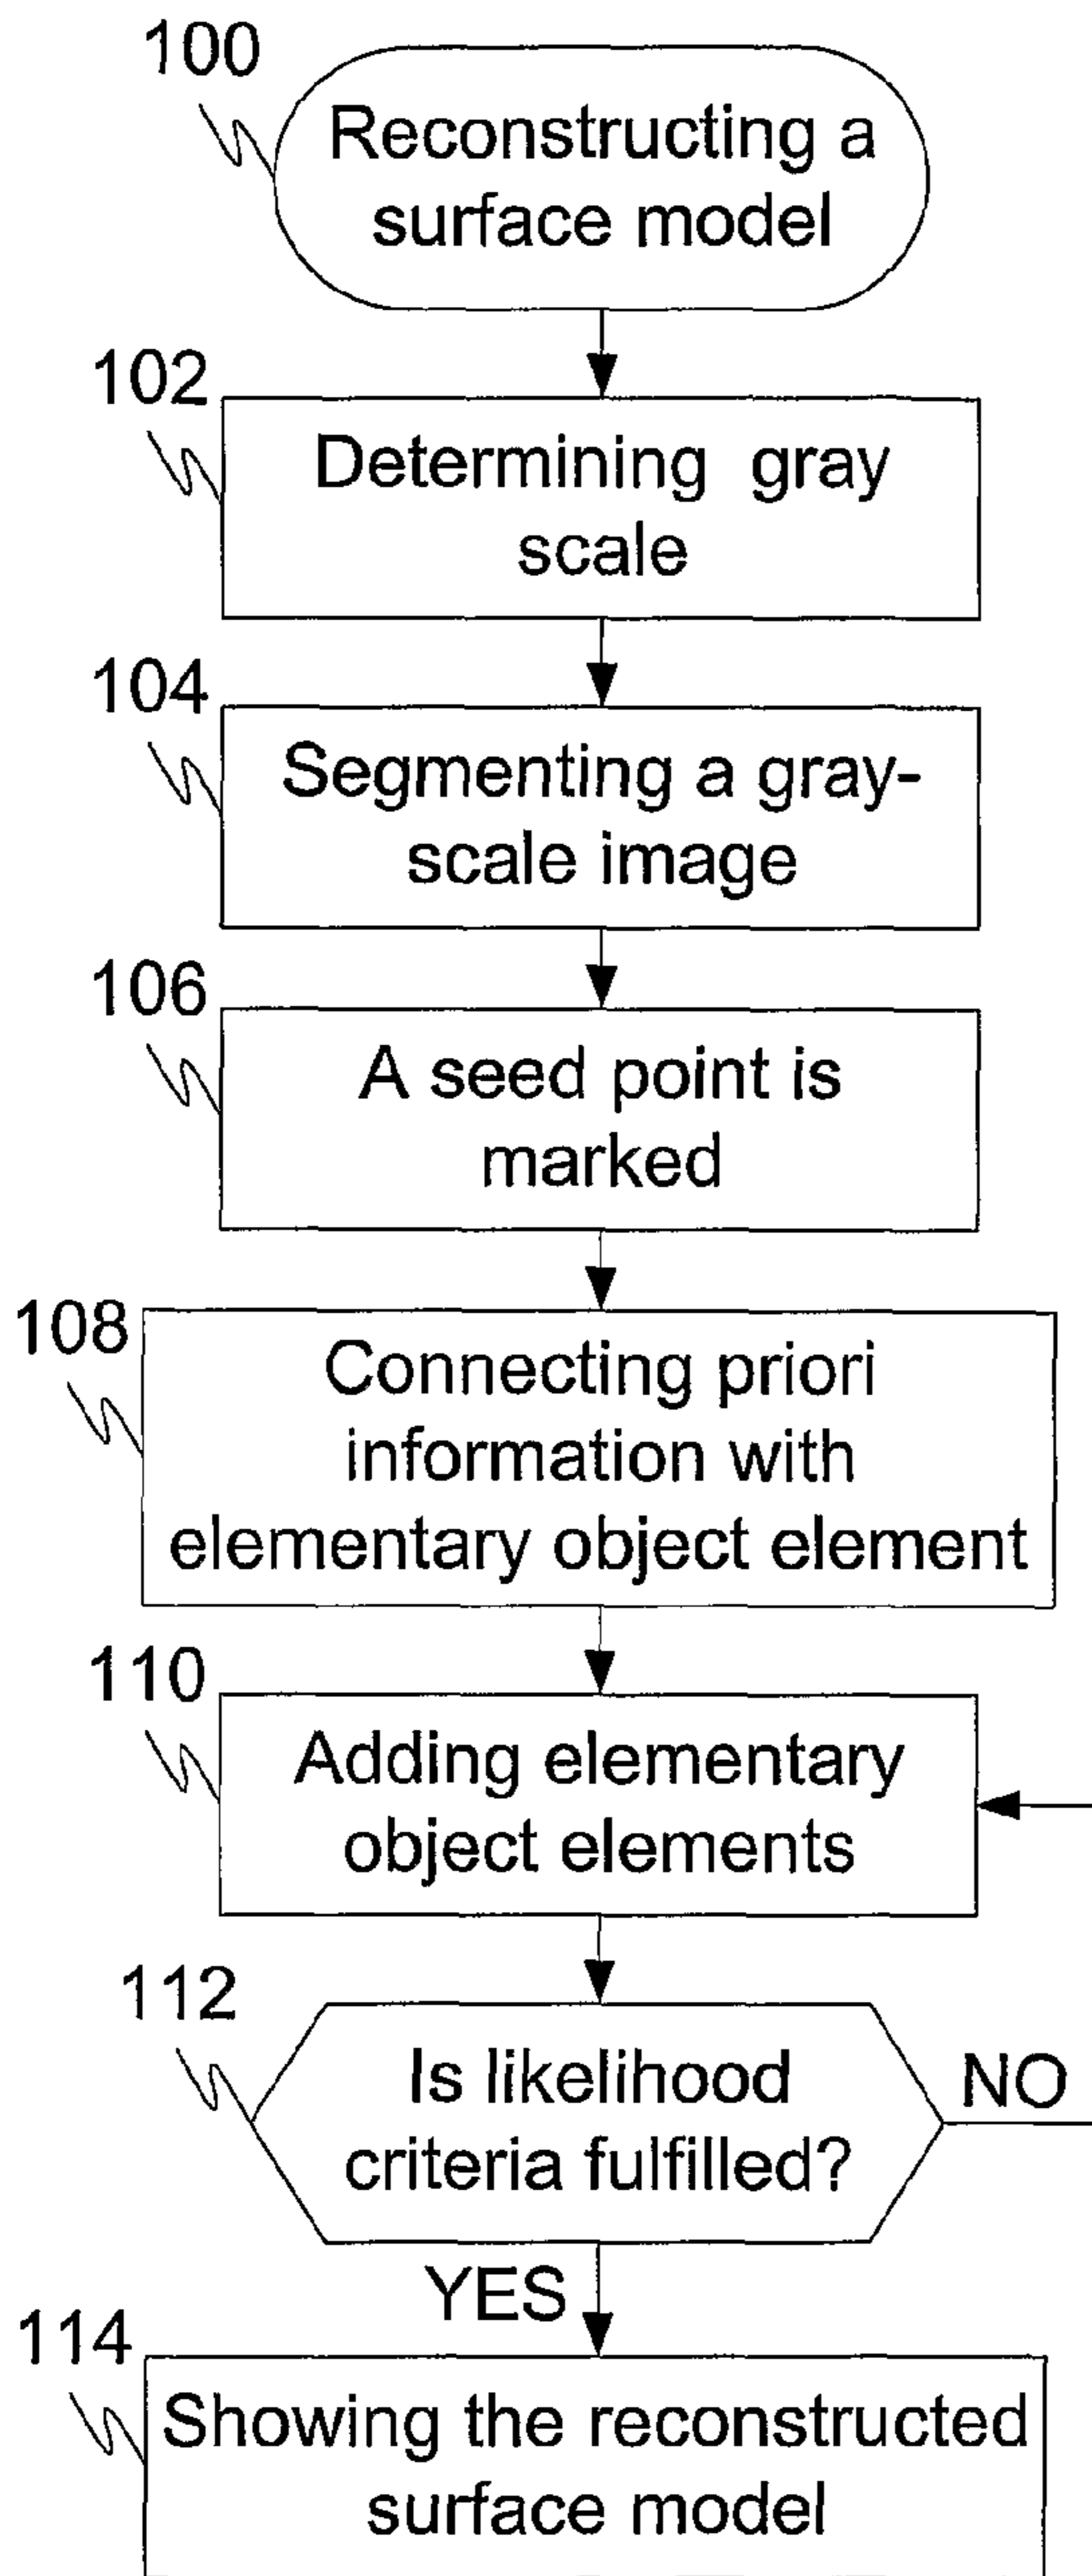 100
Reconstructing a
surface model
102
Determining gray
scale
104
Segmenting a gray-
scale image
106
A seed point is
marked
108
Connecting priori
information with
elementary object element
110
Adding elementary
object elements
112
Is likelihood
criteria fulfilled?
NO
YES
114
Showing the reconstructed
surface model